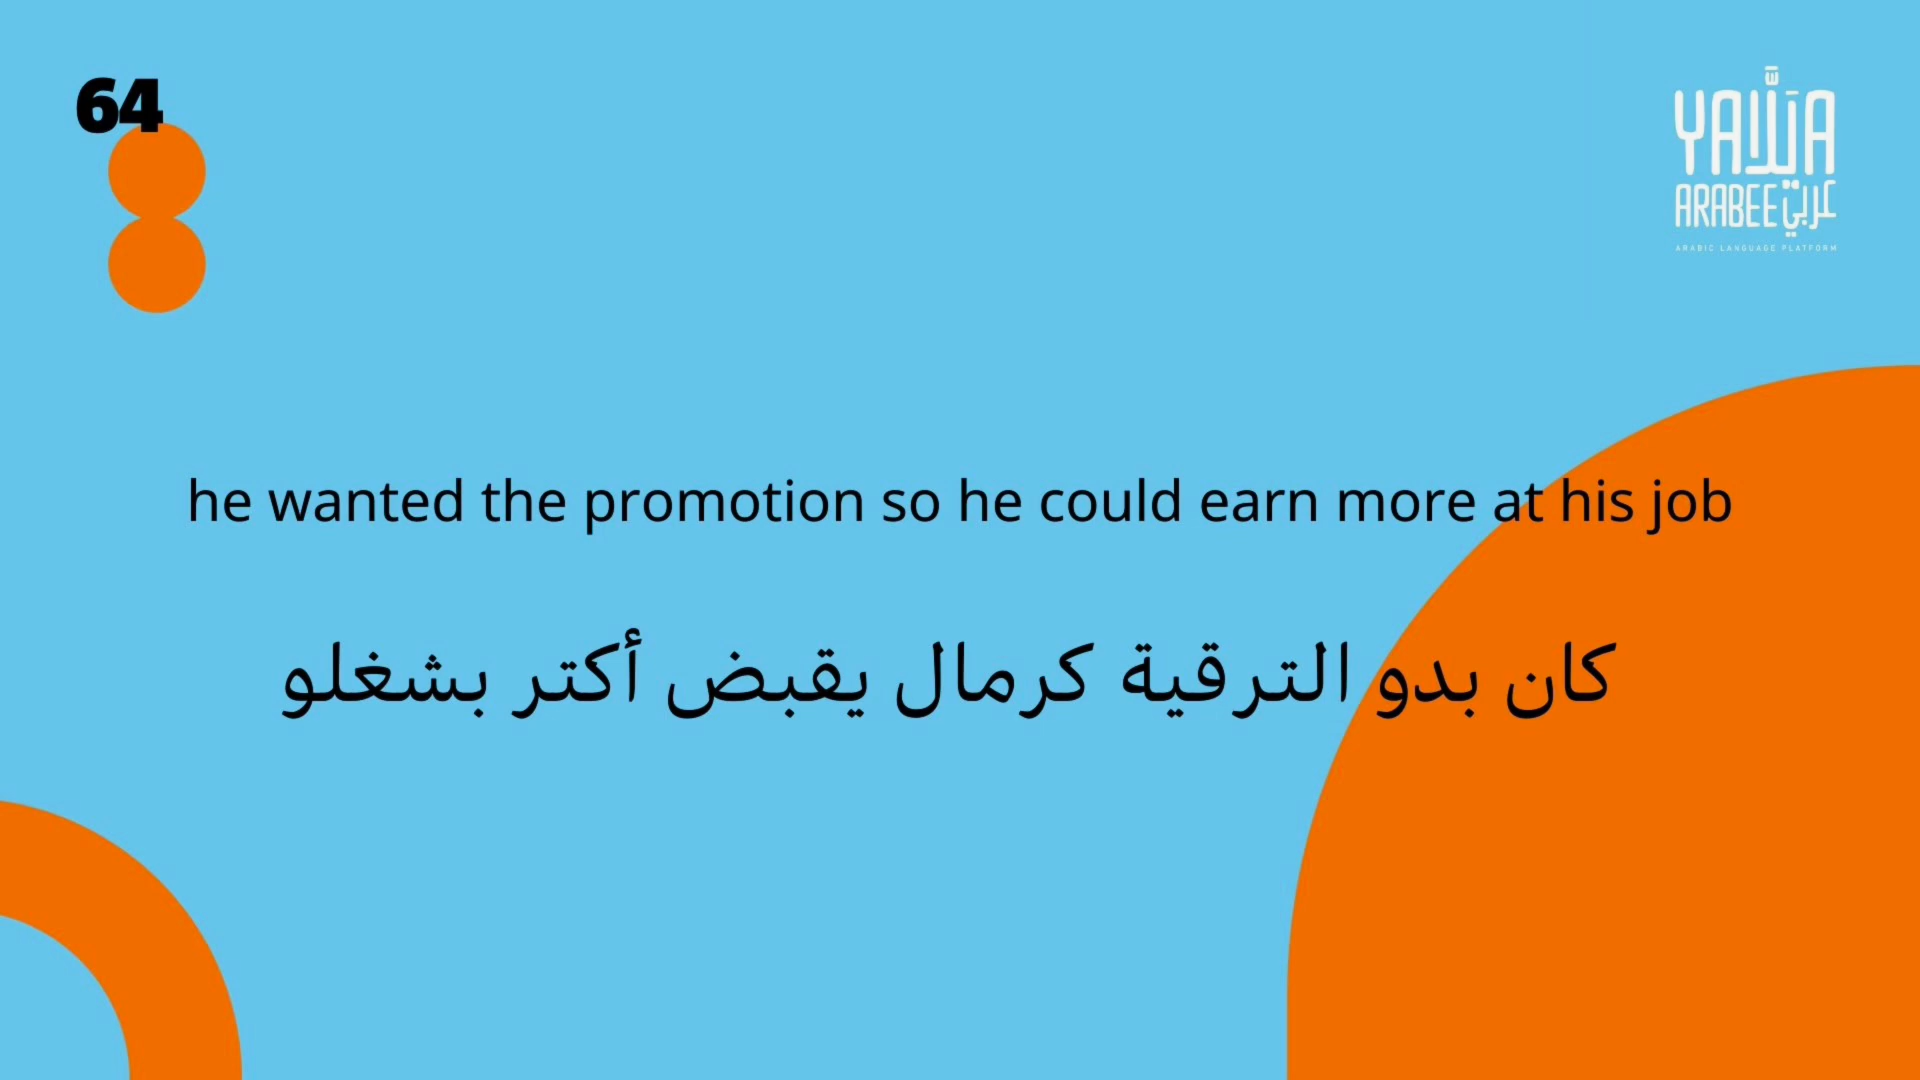 64
YALLA يَلَّا
ARABEE عربي
ARABIC LANGUAGE PLATFORM
he wanted the promotion so he could earn more at his job
كان بدو الترقية كرمال يقبض أكتر بشغلو